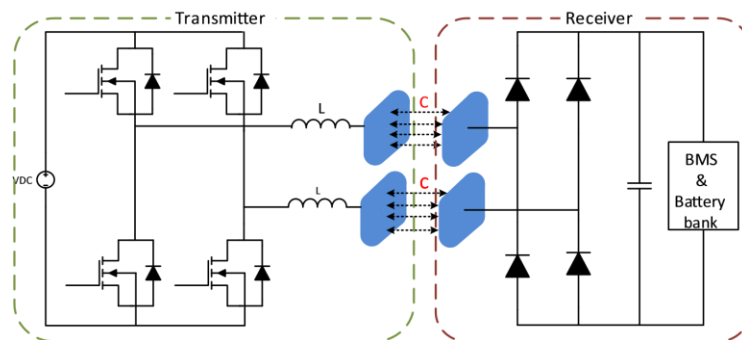 Transmitter
Receiver
L
C
VDC
L
C
BMS
&
Battery
bank